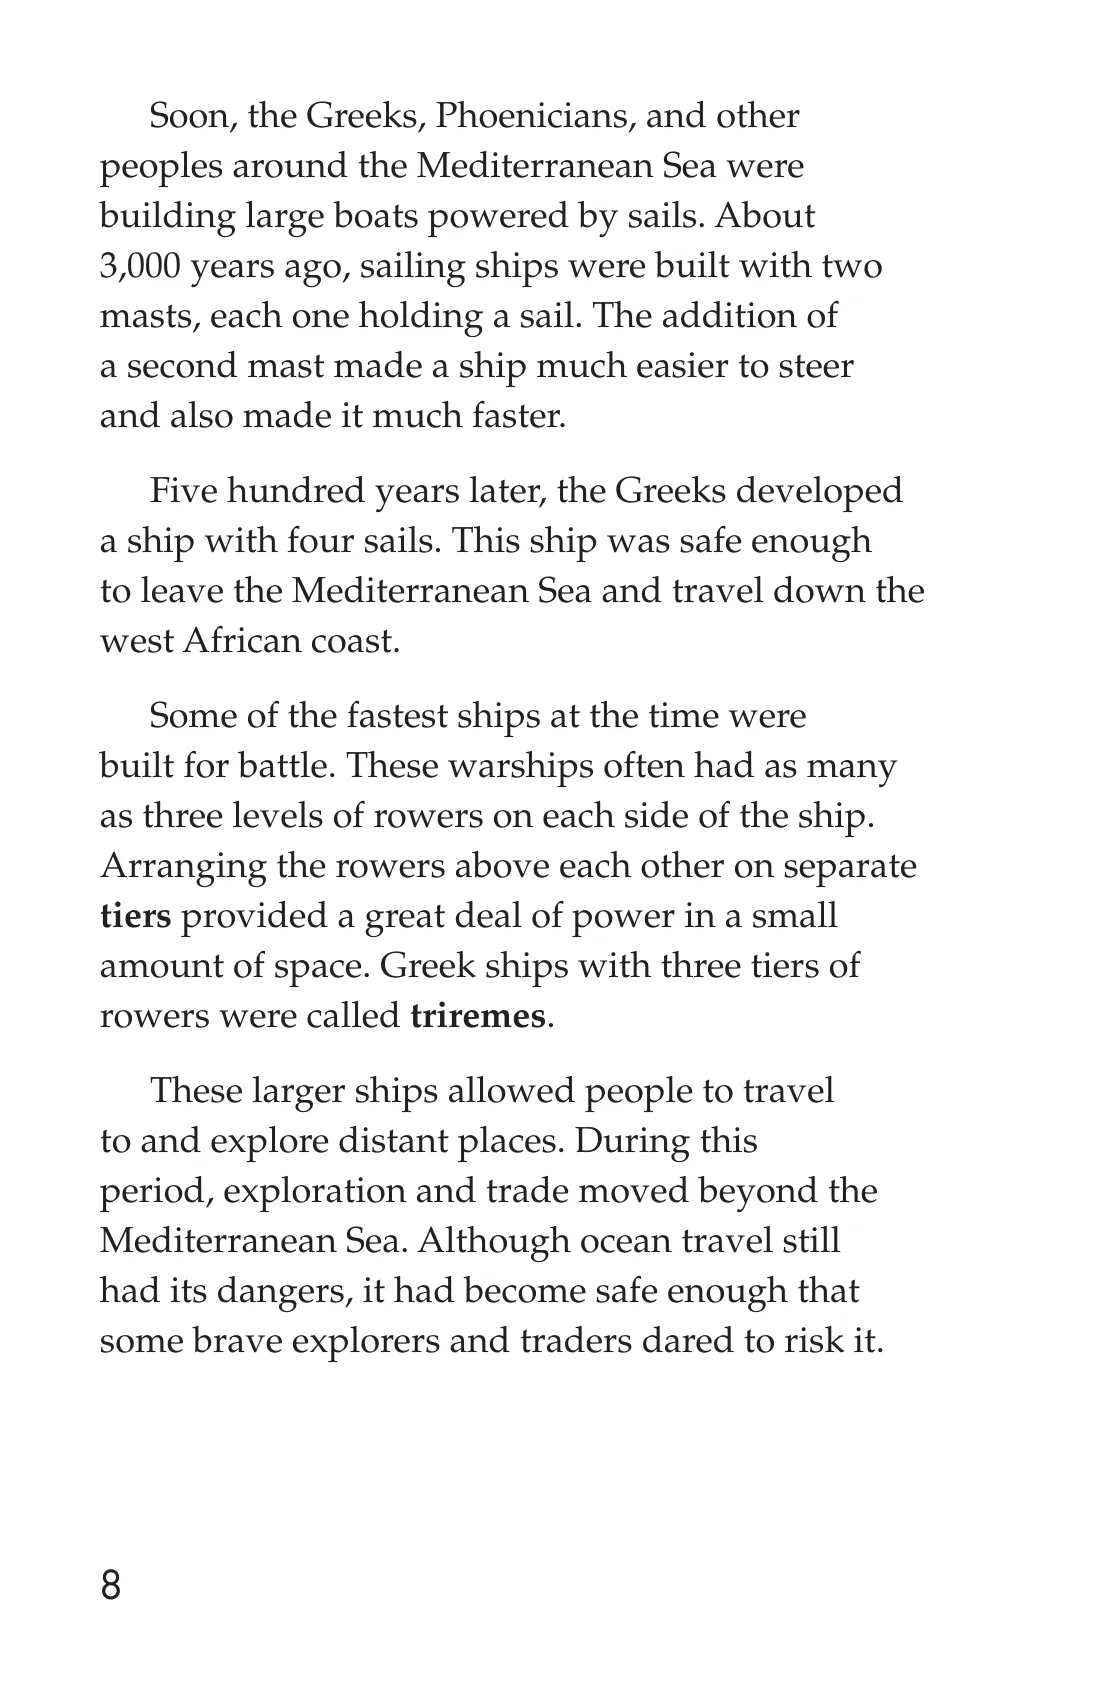 Soon, the Greeks, Phoenicians, and other
peoples around the Mediterranean Sea were
building large boats powered by sails. About
3,000 years ago, sailing ships were built with two
masts, each one holding a sail. The addition of
a second mast made a ship much easier to steer
and also made it much faster.
Five hundred years later, the Greeks developed
a ship with four sails. This ship was safe enough
to leave the Mediterranean Sea and travel down the
west African coast.
Some of the fastest ships at the time were
built for battle. These warships often had as many
as three levels of rowers on each side of the ship.
Arranging the rowers above each other on separate
tiers provided a great deal of power in a small
amount of space. Greek ships with three tiers of
rowers were called triremes.
These larger ships allowed people to travel
to and explore distant places. During this
period, exploration and trade moved beyond the
Mediterranean Sea. Although ocean travel still
had its dangers, it had become safe enough that
some brave explorers and traders dared to risk it.
8